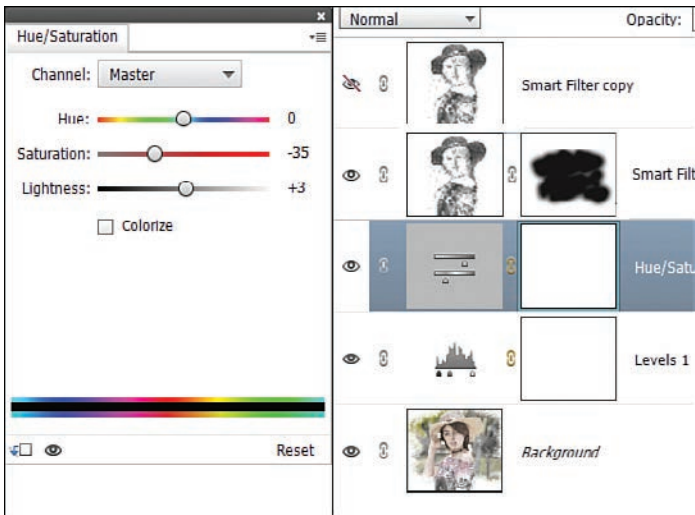 Hue/Saturation
Channel: Master
Hue: 0
Saturation: -35
Lightness: +3
Colorize
Reset
Normal
Opacity:
Smart Filter copy
Smart Filt
Hue/Satu
Levels 1
Background